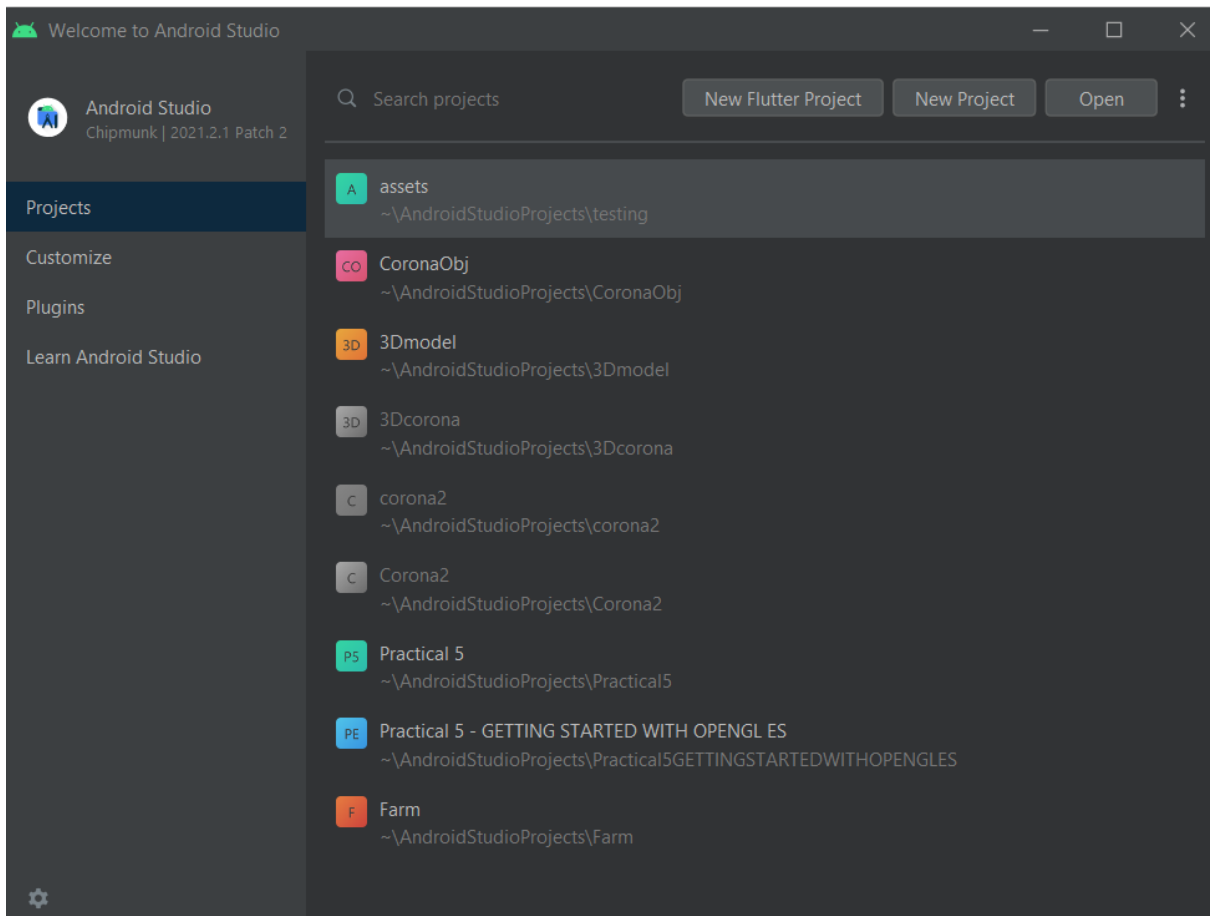 Welcome to Android Studio
Android Studio
Chipmunk | 2021.2.1 Patch 2
Projects
Customize
Plugins
Learn Android Studio
Search projects
New Flutter Project
New Project
Open
A
assets
~\AndroidStudioProjects\testing
CO
CoronaObj
~\AndroidStudioProjects\CoronaObj
3D
3Dmodel
~\AndroidStudioProjects\3Dmodel
3D
3Dcorona
~\AndroidStudioProjects\3Dcorona
C
corona2
~\AndroidStudioProjects\corona2
C
Corona2
~\AndroidStudioProjects\Corona2
P5
Practical 5
~\AndroidStudioProjects\Practical5
PE
Practical 5 - GETTING STARTED WITH OPENGL ES
~\AndroidStudioProjects\Practical5GETTINGSTARTEDWITHOPENGLES
F
Farm
~\AndroidStudioProjects\Farm